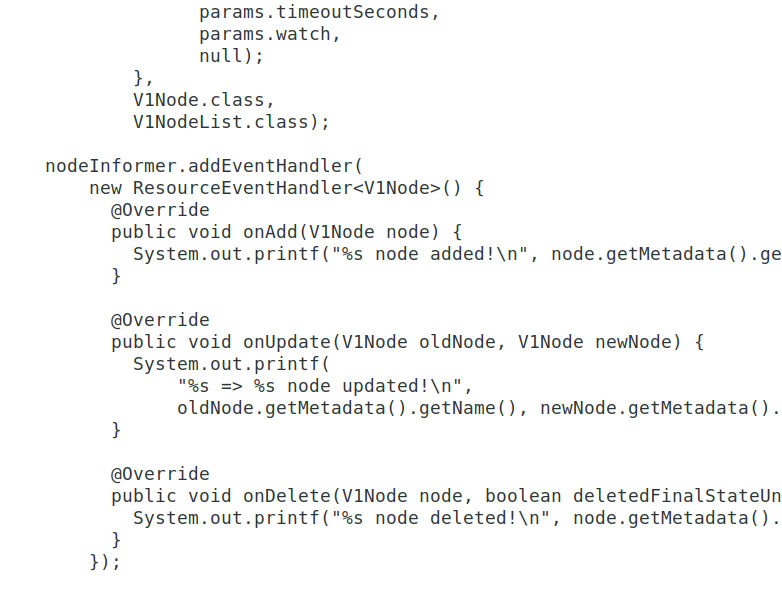 params.timeoutSeconds,
params.watch,
null);
},
V1Node.class,
V1NodeList.class);
nodeInformer.addEventHandler(
new ResourceEventHandler<V1Node>() {
@Override
public void onAdd(V1Node node) {
System.out.printf("%s node added!\n", node.getMetadata().ge
}
@Override
public void onUpdate(V1Node oldNode, V1Node newNode) {
System.out.printf(
"%s => %s node updated!\n",
oldNode.getMetadata().getName(), newNode.getMetadata().
}
@Override
public void onDelete(V1Node node, boolean deletedFinalStateUn
System.out.printf("%s node deleted!\n", node.getMetadata().
}
});